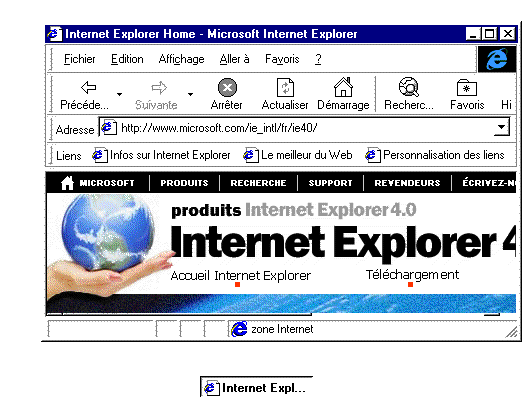 Internet Explorer Home - Microsoft Internet Explorer
Fichier Edition Affichage Aller à Favoris ?
Précéde... Suivante Arrêter Actualiser Démarrage Recherc... Favoris Hi
Adresse http://www.microsoft.com/ie_intl/fr/ie40/
Liens Infos sur Internet Explorer Le meilleur du Web Personnalisation des liens
MICROSOFT PRODUITS RECHERCHE SUPPORT REVENDEURS ÉCRIVEZ-N
produits Internet Explorer 4.0
Internet Explorer 4
Accueil Internet Explorer Téléchargement
zone Internet
Internet Expl...